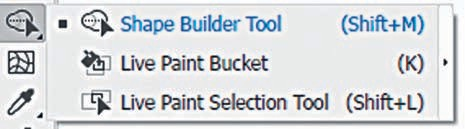 Shape Builder Tool (Shift+M)
Live Paint Bucket (K)
Live Paint Selection Tool (Shift+L)